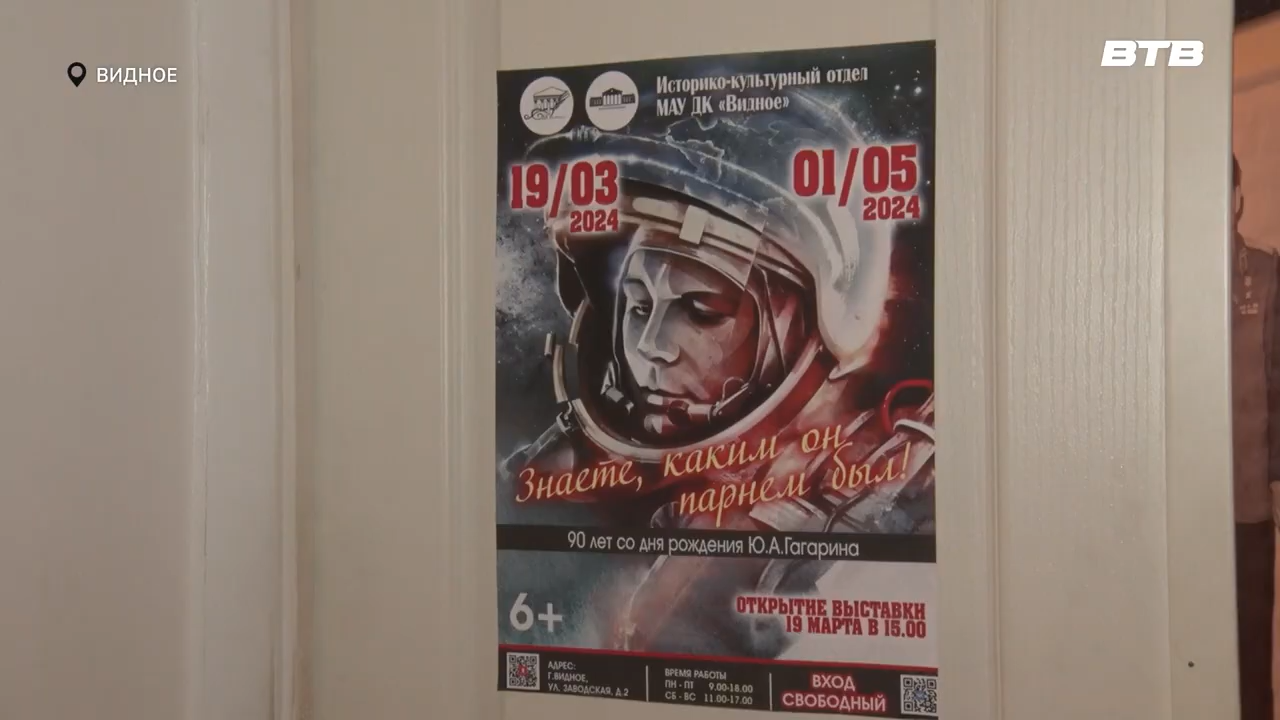 ВИДНОЕ
ВТВ
Историко-культурный отдел
МАУ ДК «Видное»
19/03
2024
01/05
2024
Знаете, каким он
парнем был!
90 лет со дня рождения Ю.А.Гагарина
6+
ОТКРЫТИЕ ВЫСТАВКИ
19 МАРТА В 15.00
АДРЕС:
Г.ВИДНОЕ,
УЛ. ЗАВОДСКАЯ, Д.2
ВРЕМЯ РАБОТЫ
ПН - ПТ 9.00-18.00
СБ - ВС 11.00-17.00
ВХОД
СВОБОДНЫЙ